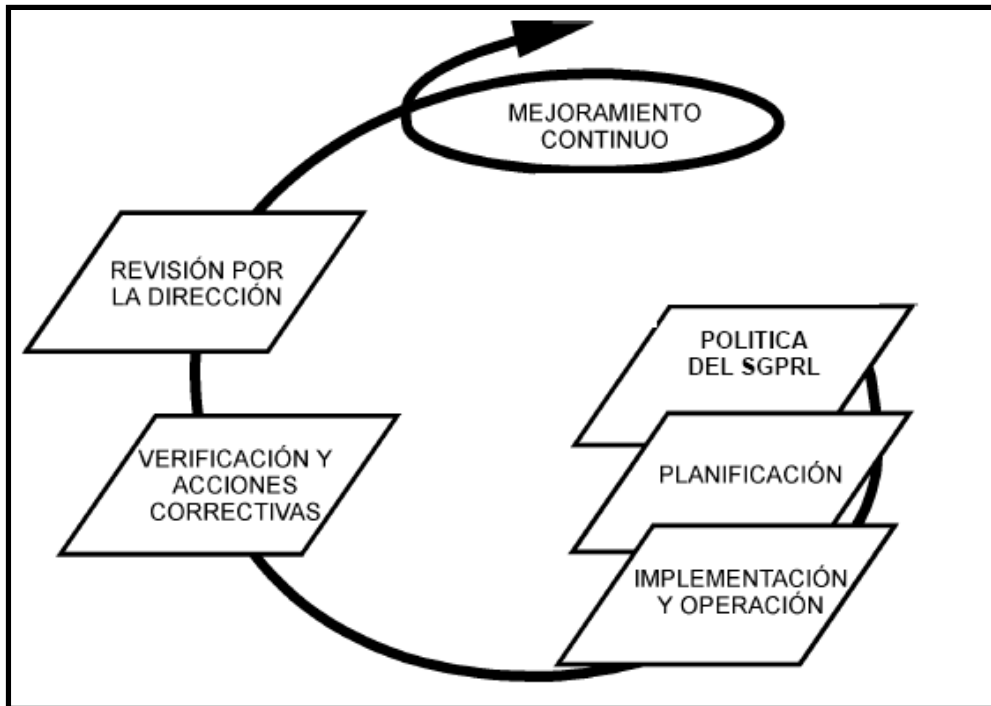 MEJORAMIENTO
CONTINUO
REVISIÓN POR
LA DIRECCIÓN
POLITICA
DEL SGPRL
VERIFICACIÓN Y
ACCIONES
CORRECTIVAS
PLANIFICACIÓN
IMPLEMENTACIÓN
Y OPERACIÓN